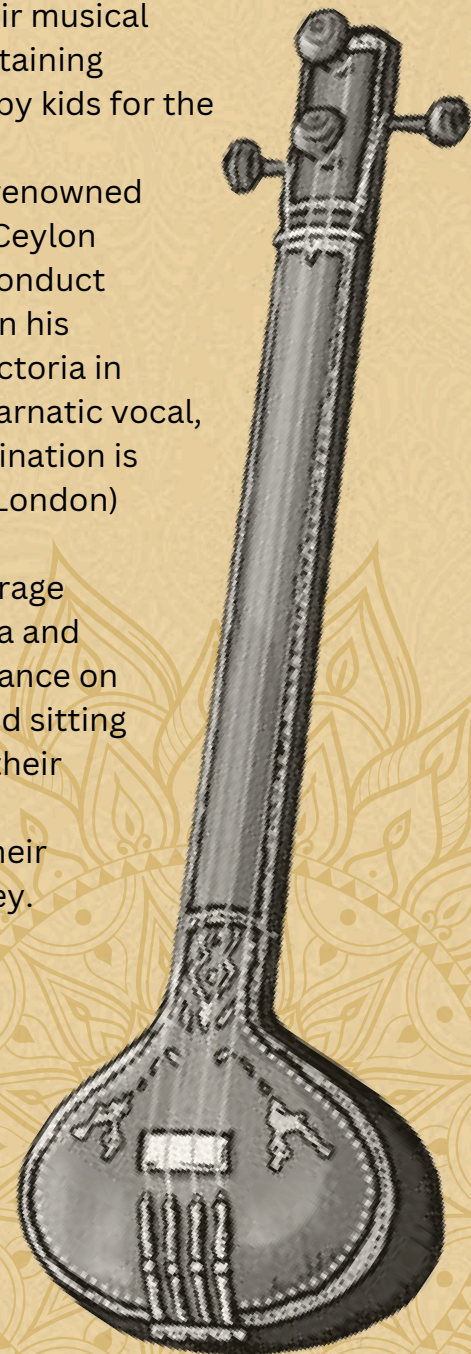 ir musical
taining
by kids for the
enowned
Ceylon
onduct
n his
ctoria in
arnatic vocal,
ination is
London)
rage
a and
ance on
d sitting
their
heir
ey.